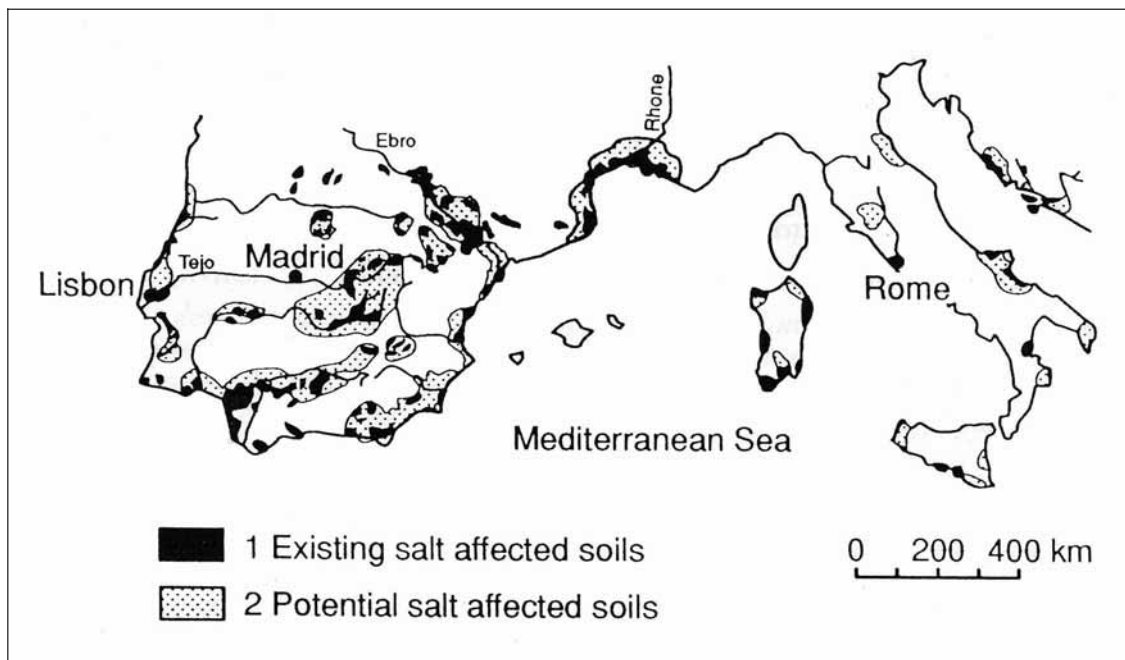 Rhone
Ebro
Madrid
Tejo
Lisbon
Rome
Mediterranean Sea
1 Existing salt affected soils
2 Potential salt affected soils
0 200 400 km